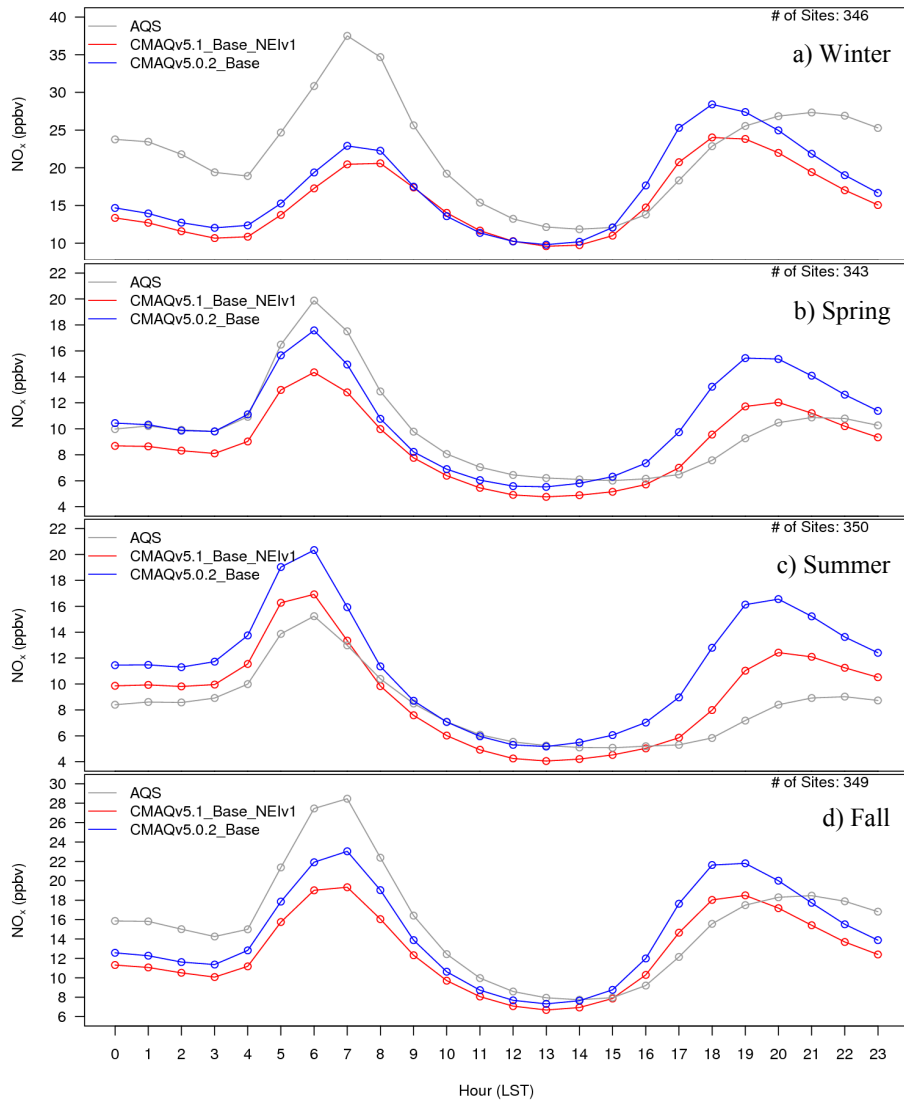 # of Sites: 346
a) Winter
AQS
CMAQv5.1_Base_NEIv1
CMAQv5.0.2_Base
NOx (ppbv)
40
35
30
25
20
15
10
# of Sites: 343
b) Spring
AQS
CMAQv5.1_Base_NEIv1
CMAQv5.0.2_Base
NOx (ppbv)
22
20
18
16
14
12
10
8
6
4
# of Sites: 350
c) Summer
AQS
CMAQv5.1_Base_NEIv1
CMAQv5.0.2_Base
NOx (ppbv)
22
20
18
16
14
12
10
8
6
4
# of Sites: 349
d) Fall
AQS
CMAQv5.1_Base_NEIv1
CMAQv5.0.2_Base
NOx (ppbv)
30
28
26
24
22
20
18
16
14
12
10
8
6
0 1 2 3 4 5 6 7 8 9 10 11 12 13 14 15 16 17 18 19 20 21 22 23
Hour (LST)